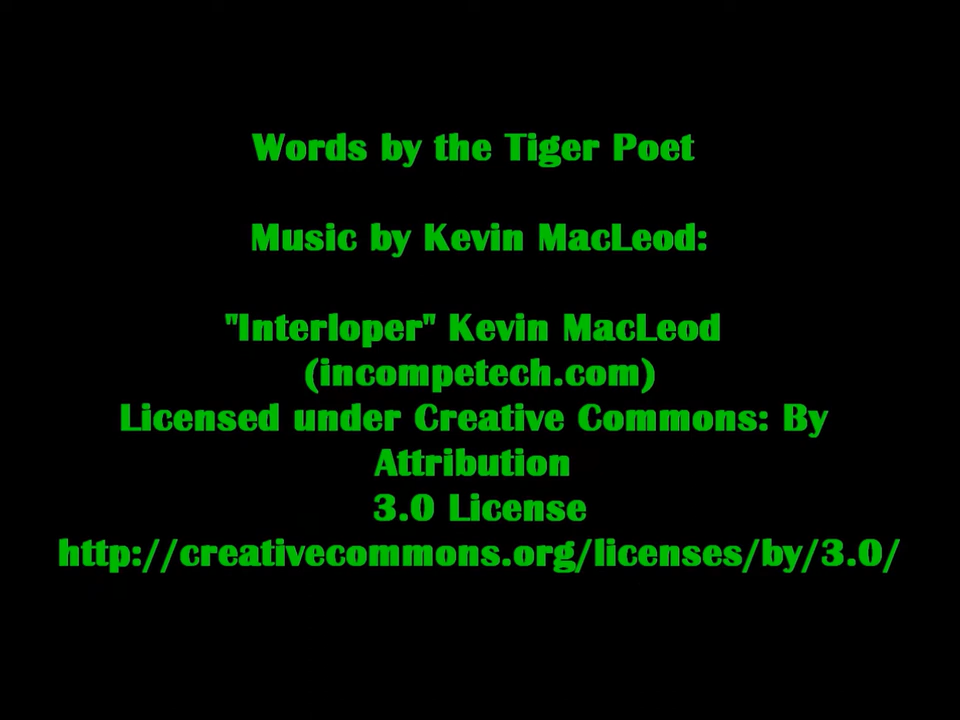 Words by the Tiger Poet
Music by Kevin MacLeod:
"Interloper" Kevin MacLeod
(incompetech.com)
Licensed under Creative Commons: By
Attribution
3.0 License
http://creativecommons.org/licenses/by/3.0/